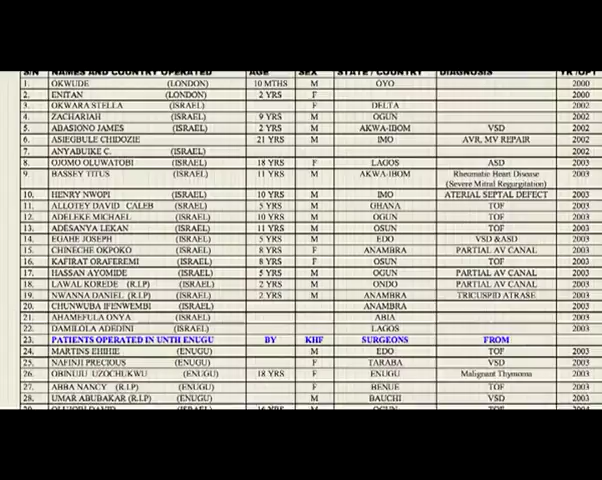 S/N NAMES AND COUNTRY OPERATED AGE SEX STATE / COUNTRY DIAGNOSIS YR /OPT
1. OKWUDE (LONDON) 10 MTHS M OYO 2000
2. ENITAN (LONDON) 2 YRS F 2000
3. OKWARA STELLA (ISRAEL) F DELTA 2002
4. ZACHARIAH (ISRAEL) 9 YRS M OGUN 2002
5. ABASIONO JAMES (ISRAEL) 2 YRS M AKWA-IBOM VSD 2002
6. ASIEGBULE CHIDOZIE (ISRAEL) 21 YRS M IMO AVR, MV REPAIR 2002
7. ANYABUIKE C. (ISRAEL) 2002
8. OJOMO OLUWATOBI (ISRAEL) 18 YRS F LAGOS ASD 2003
9. BASSEY TITUS (ISRAEL) 11 YRS M AKWA-IBOM Rheumatic Heart Disease 2003
(Severe Mitral Regurgitation)
10. HENRY NWOPI (ISRAEL) 10 YRS M IMO ATERIAL SEPTAL DEFECT 2003
11. ALLOTEY DAVID CALEB (ISRAEL) 5 YRS M GHANA TOF 2003
12. ADELEKE MICHAEL (ISRAEL) 10 YRS M OGUN TOF 2003
13. ADESANYA LEKAN (ISRAEL) 11 YRS M OSUN TOF 2003
14. EGAHE JOSEPH (ISRAEL) 5 YRS M EDO VSD &ASD 2003
15. CHINECHE OKPOKO (ISRAEL) 8 YRS F ANAMBRA PARTIAL AV CANAL 2003
16. KAFIRAT ORAFEREMI (ISRAEL) 8 YRS F OSUN TOF 2003
17. HASSAN AYOMIDE (ISRAEL) 5 YRS M OGUN PARTIAL AV CANAL 2003
18. LAWAL KOREDE (R.I.P) (ISRAEL) 2 YRS M ONDO PARTIAL AV CANAL 2003
19. NWANNA DANIEL (R.I.P) (ISRAEL) 2 YRS M ANAMBRA TRICUSPID ATRASE 2003
20. CHUNWUBA IFENWEMBI (ISRAEL) ANAMBRA 2003
21. AHAMEFULA ONYA (ISRAEL) ABIA 2003
22. DAMILOLA ADEDINI (ISRAEL) LAGOS 2003
23. PATIENTS OPERATED IN UNTH ENUGU BY KHF SURGEONS FROM
24. MARTINS EHIHIE (ENUGU) M EDO TOF 2003
25. NAFINJI PRECIOUS (ENUGU) F TARABA VSD 2003
26. OBINUJU UZOCHUKWU (ENUGU) 18 YRS F ENUGU Malignant Thymoma 2003
27. AHBA NANCY (R.I.P) (ENUGU) F BENUE TOF 2003
28. UMAR ABUBAKAR (R.I.P) (ENUGU) M BAUCHI VSD 2003